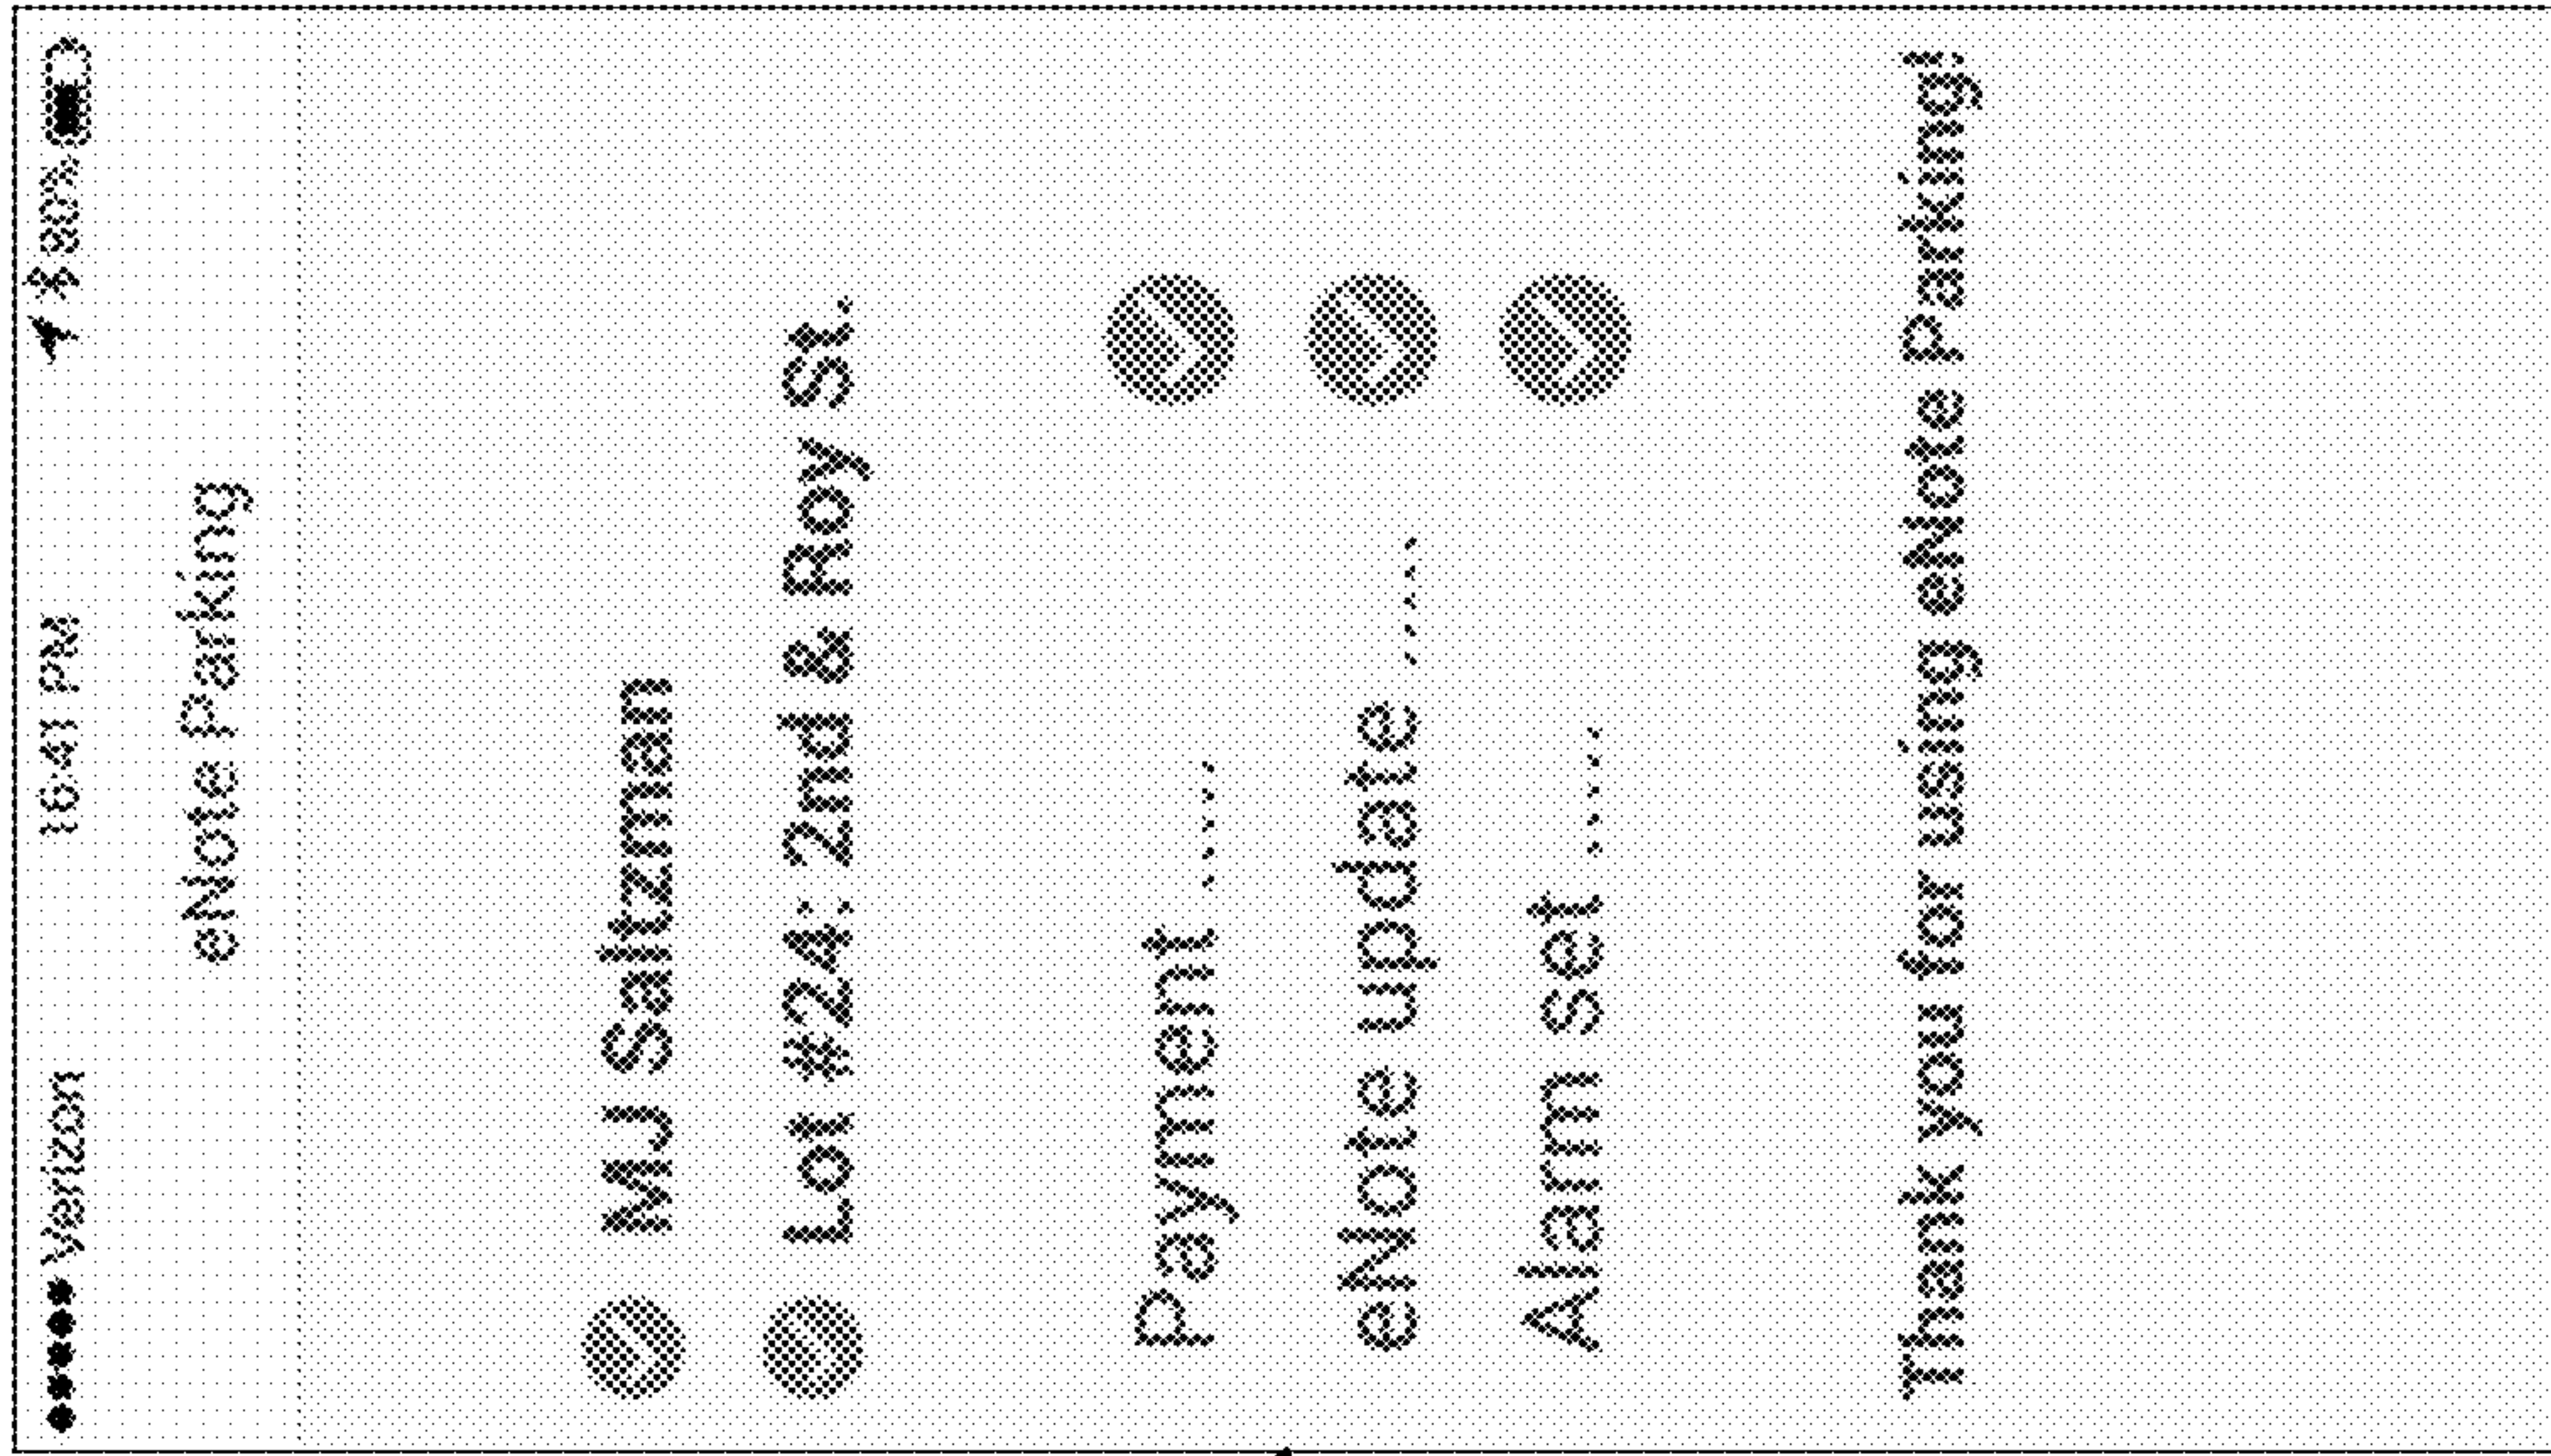 ●●●●● Verizon 16:41 PM 80%
eNote Parking
MJ Saltzman
Lot #24: 2nd & Roy St.
Payment .....
eNote update .....
Alarm set .....
Thank you for using eNote Parking!